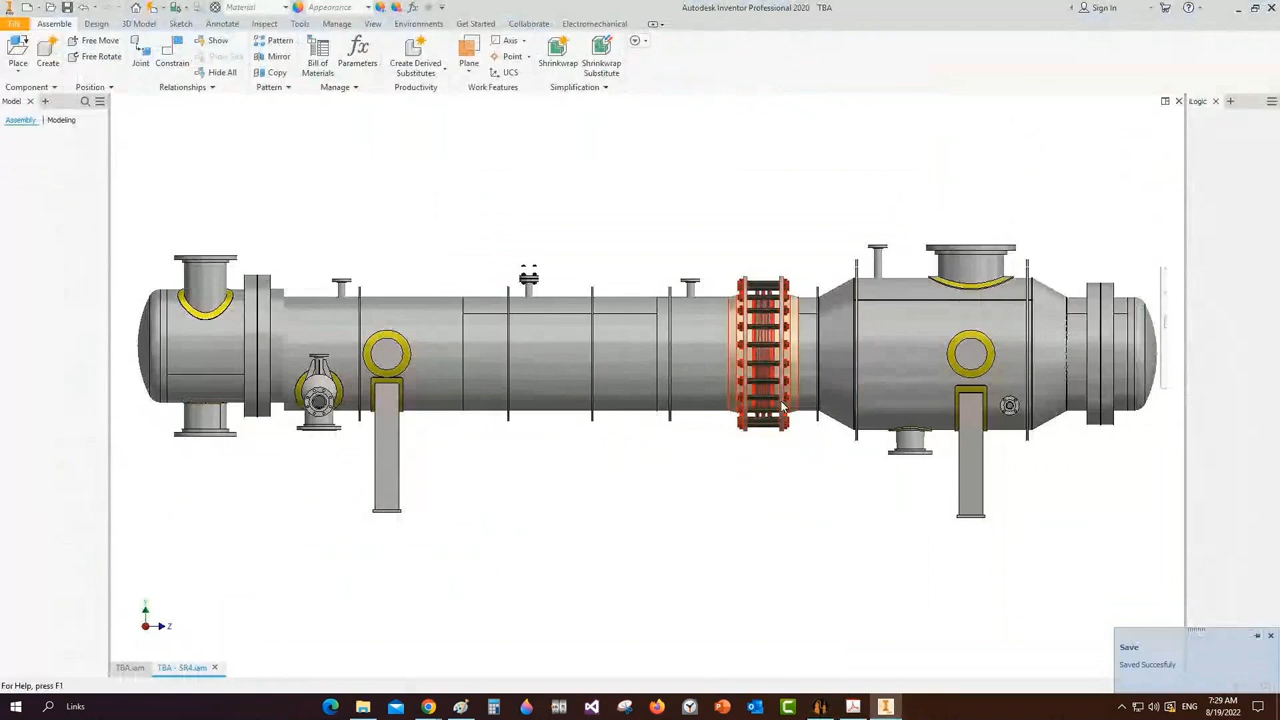 Material
Appearance
Autodesk Inventor Professional 2020 TBA
Sign In
File
Assemble
Design
3D Model
Sketch
Annotate
Inspect
Tools
Manage
View
Environments
Get Started
Collaborate
Electromechanical
Place
Create
Free Move
Free Rotate
Joint
Constrain
Show
Hide All
Pattern
Mirror
Copy
Bill of
Materials
Parameters
Create Derived
Substitutes
Plane
Axis
Point
UCS
Shrinkwrap
Shrinkwrap
Substitute
Component
Position
Relationships
Pattern
Manage
Productivity
Work Features
Simplification
Model
iLogic
Assembly
Modeling
Y
Z
Save
Saved Succesfuly
TBA.iam
TBA - SR4.iam
For Help, press F1
Links
7:29 AM
8/19/2022